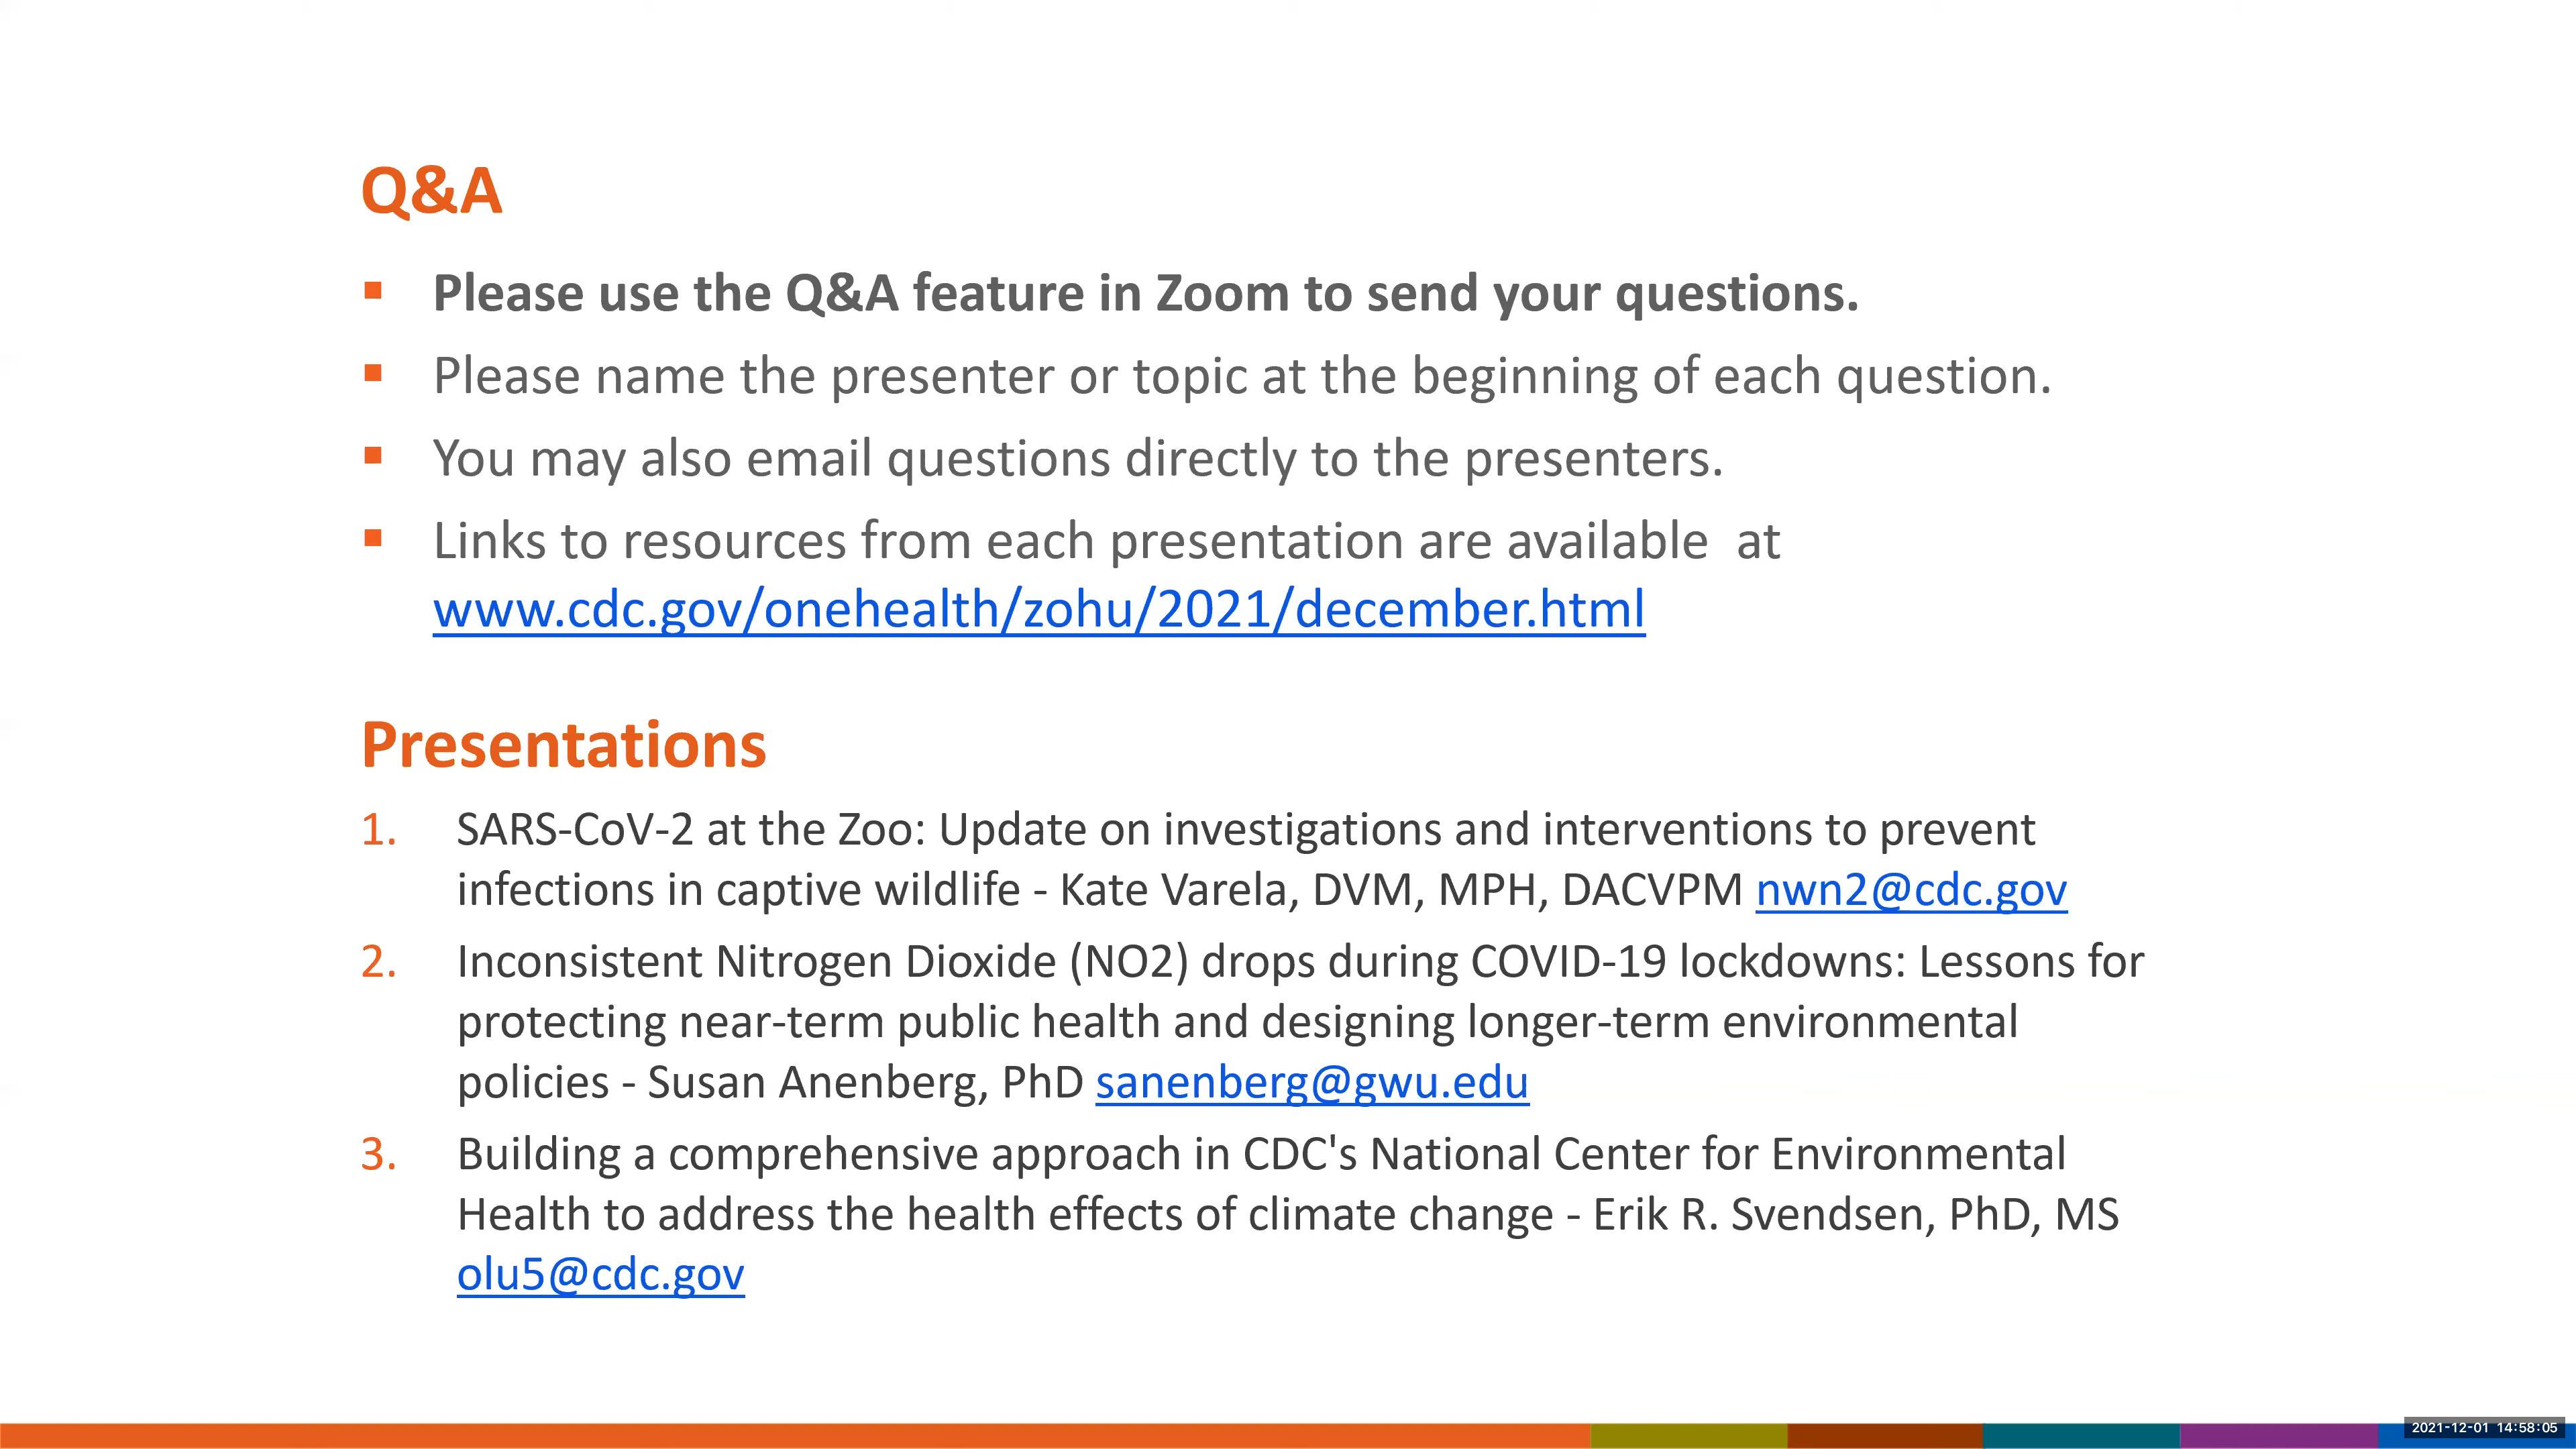 Q&A
Please use the Q&A feature in Zoom to send your questions.
Please name the presenter or topic at the beginning of each question.
You may also email questions directly to the presenters.
Links to resources from each presentation are available  at
www.cdc.gov/onehealth/zohu/2021/december.html
Presentations
1. SARS-CoV-2 at the Zoo: Update on investigations and interventions to prevent
infections in captive wildlife - Kate Varela, DVM, MPH, DACVPM nwn2@cdc.gov
2. Inconsistent Nitrogen Dioxide (NO2) drops during COVID-19 lockdowns: Lessons for
protecting near-term public health and designing longer-term environmental
policies - Susan Anenberg, PhD sanenberg@gwu.edu
3. Building a comprehensive approach in CDC's National Center for Environmental
Health to address the health effects of climate change - Erik R. Svendsen, PhD, MS
olu5@cdc.gov
2021-12-01 14:58:05